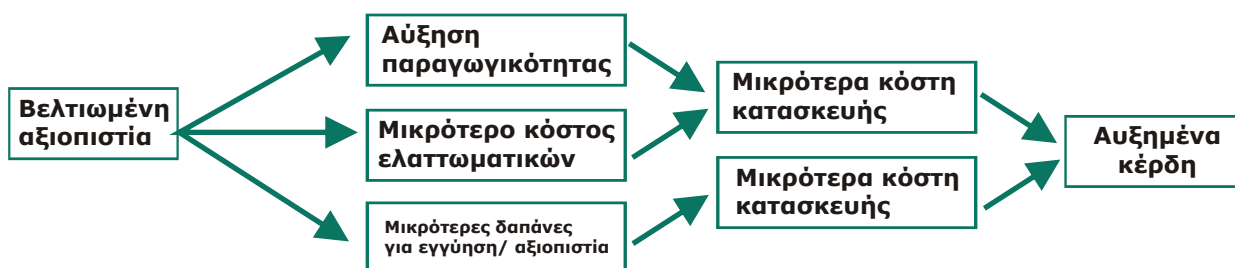 Βελτιωμένη
αξιοπιστία
Αύξηση
παραγωγικότητας
Μικρότερο κόστος
ελαττωματικών
Μικρότερες δαπάνες
για εγγύηση/ αξιοπιστία
Μικρότερα κόστη
κατασκευής
Μικρότερα κόστη
κατασκευής
Αυξημένα
κέρδη